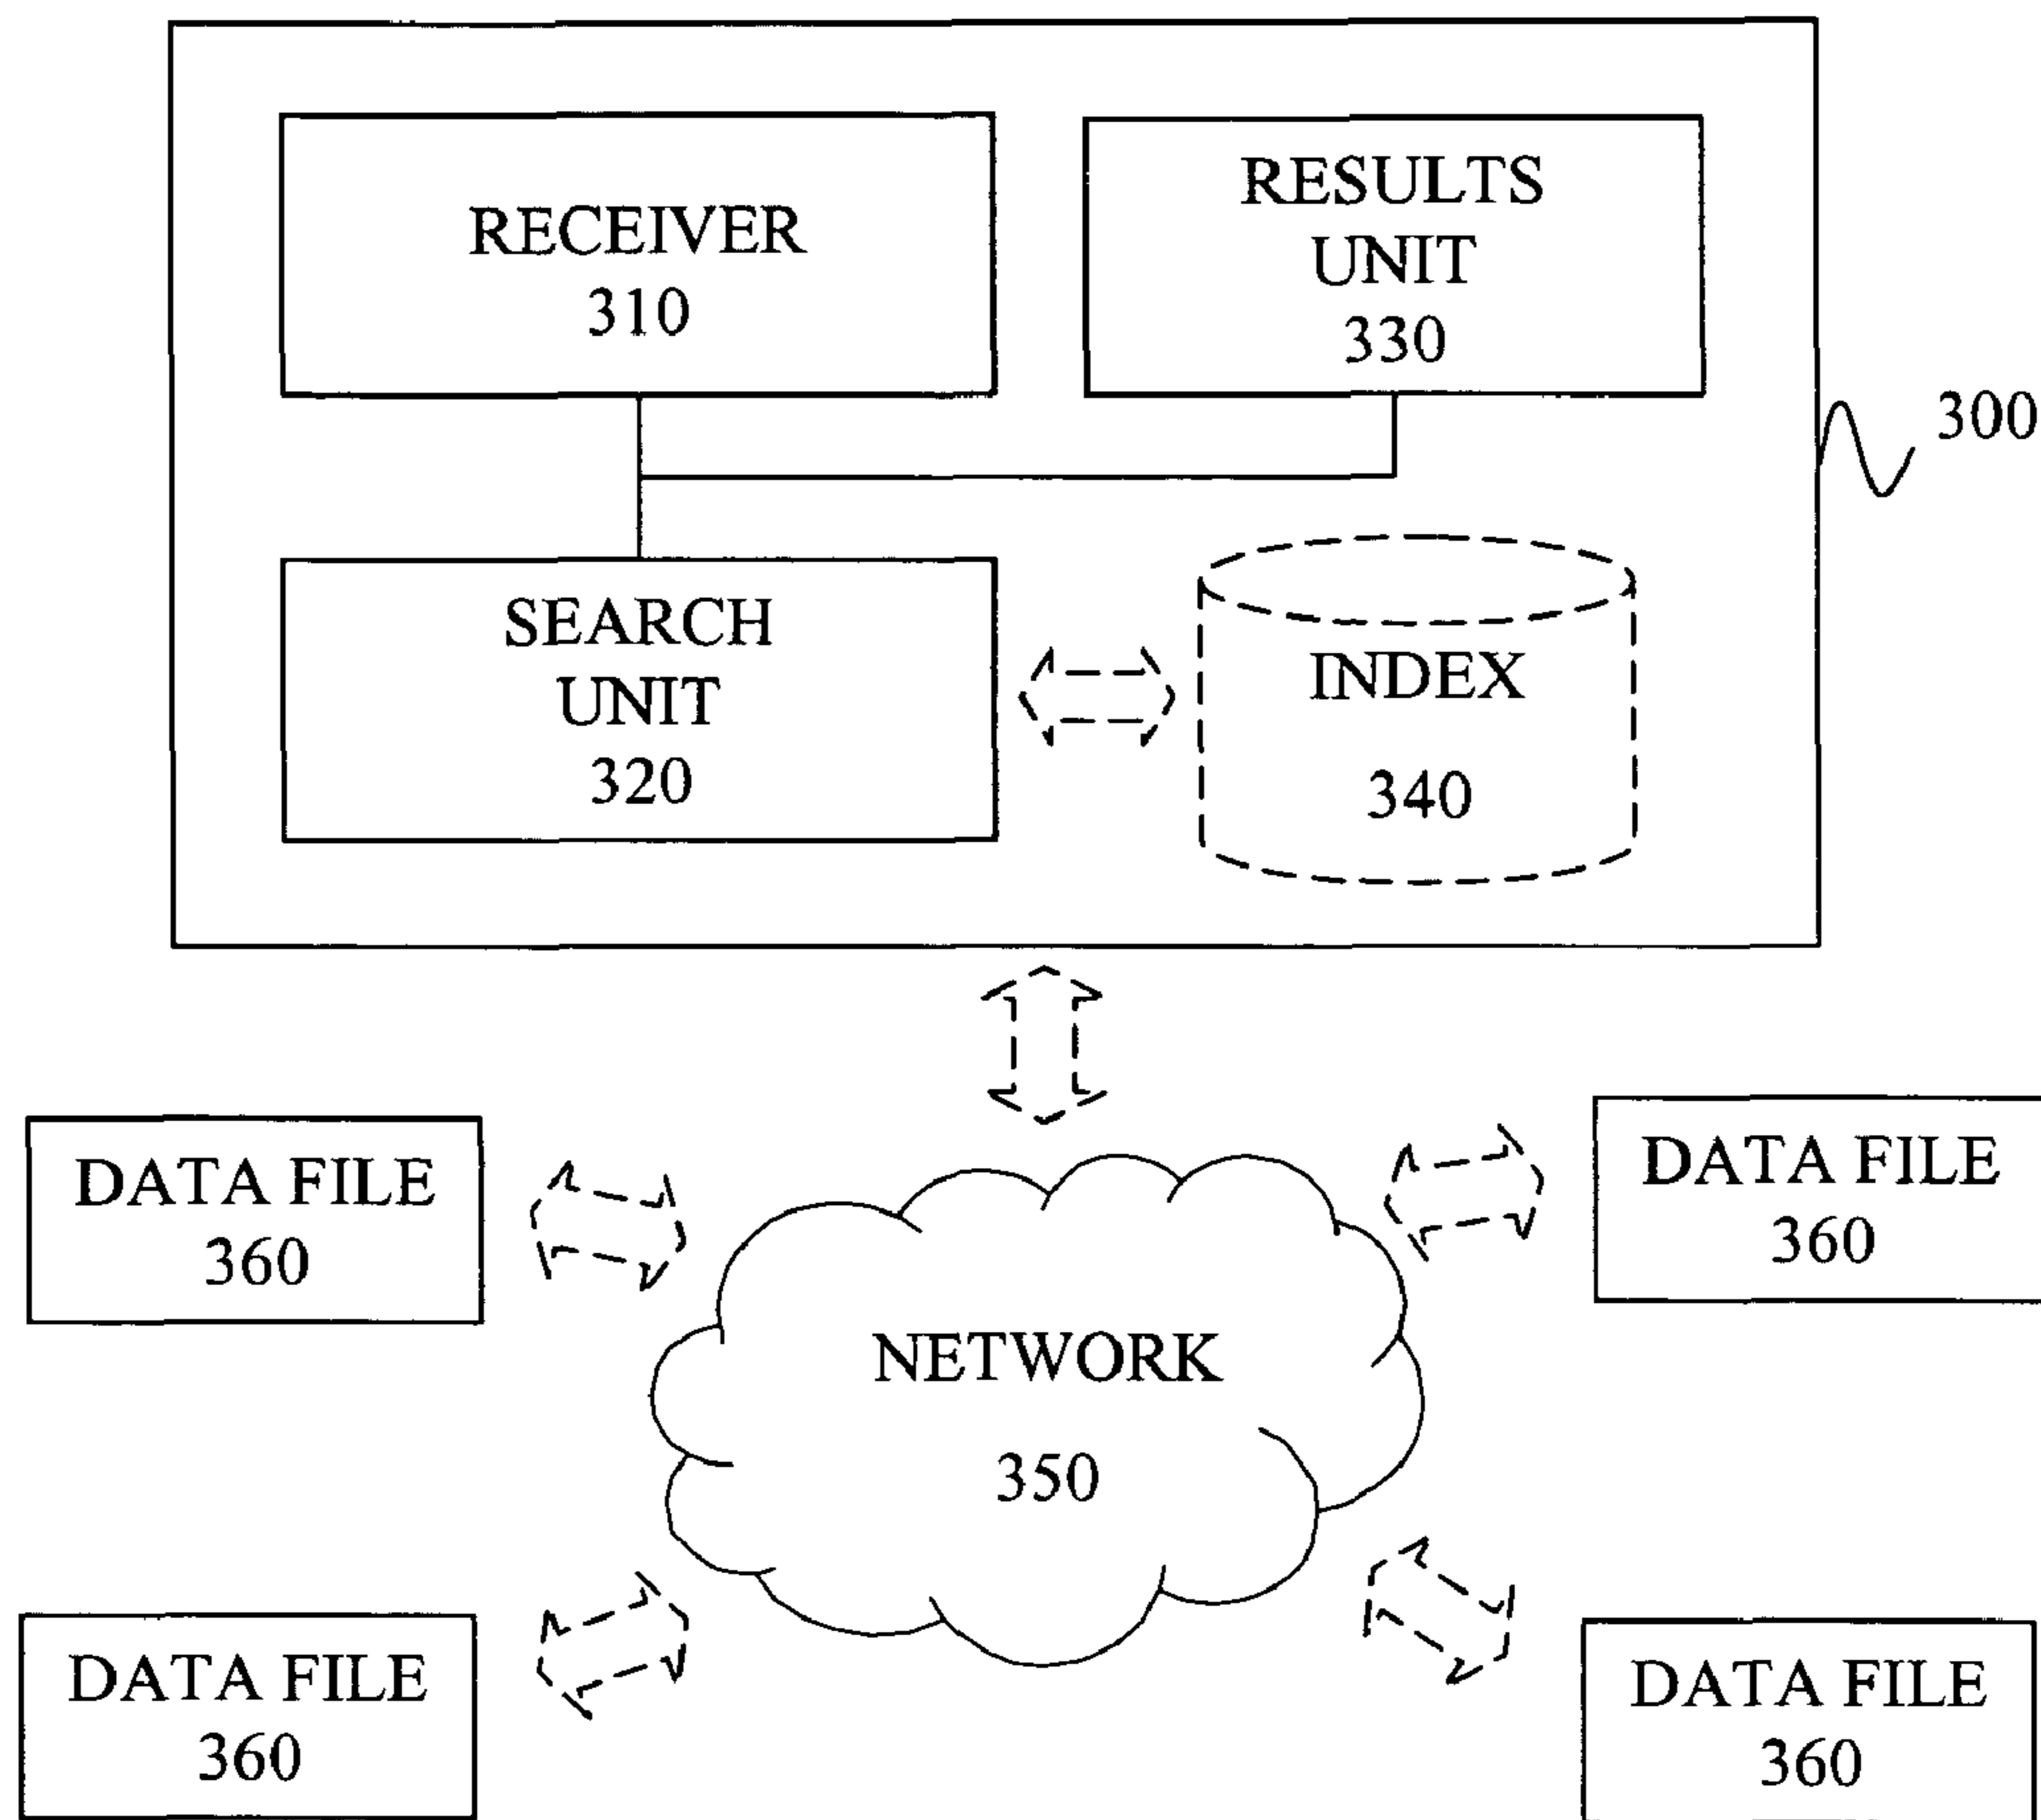 RECEIVER
310
RESULTS
UNIT
330
300
SEARCH
UNIT
320
INDEX
340
DATA FILE
360
DATA FILE
360
NETWORK
350
DATA FILE
360
DATA FILE
360